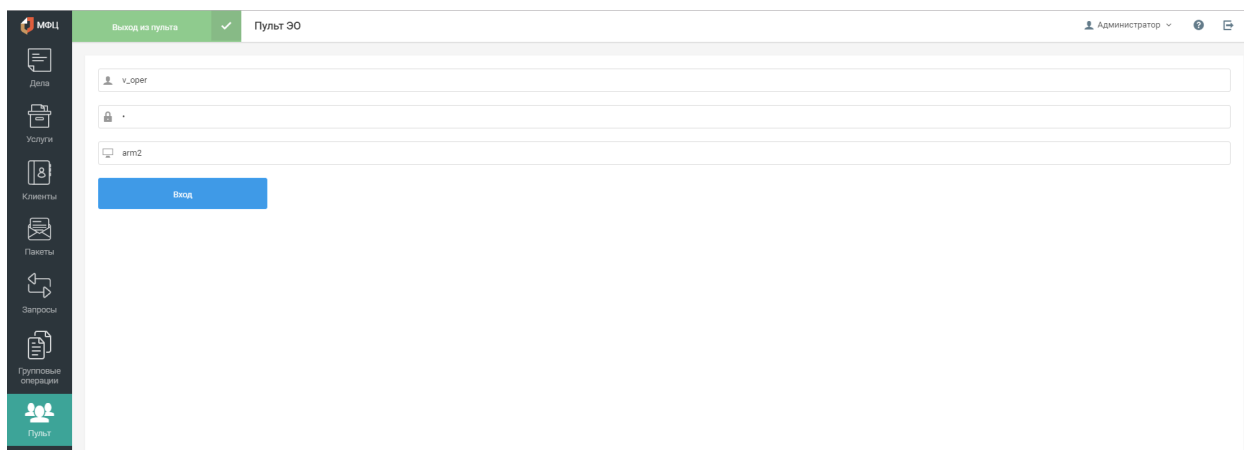 МФЦ
Выход из пульта
Пульт ЭО
Администратор
Дела
Услуги
Клиенты
Пакеты
Запросы
Групповые
операции
Пульт
v_oper
arm2
Вход